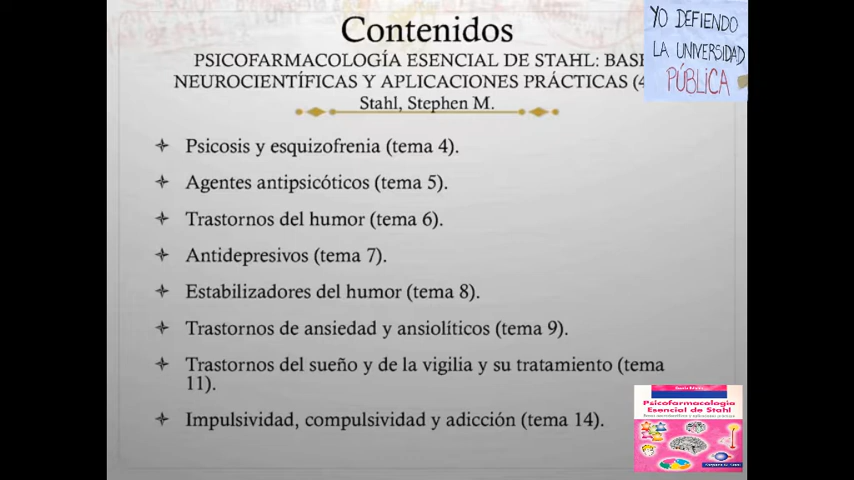 Contenidos
PSICOFARMACOLOGÍA ESENCIAL DE STAHL: BASE
NEUROCIENTÍFICAS Y APLICACIONES PRÁCTICAS (4
Stahl, Stephen M.
YO DEFIENDO
LA UNIVERSIDAD
PÚBLICA
Psicosis y esquizofrenia (tema 4).
Agentes antipsicóticos (tema 5).
Trastornos del humor (tema 6).
Antidepresivos (tema 7).
Estabilizadores del humor (tema 8).
Trastornos de ansiedad y ansiolíticos (tema 9).
Trastornos del sueño y de la vigilia y su tratamiento (tema
11).
Impulsividad, compulsividad y adicción (tema 14).
Psicofarmacología
Esencial de Stahl